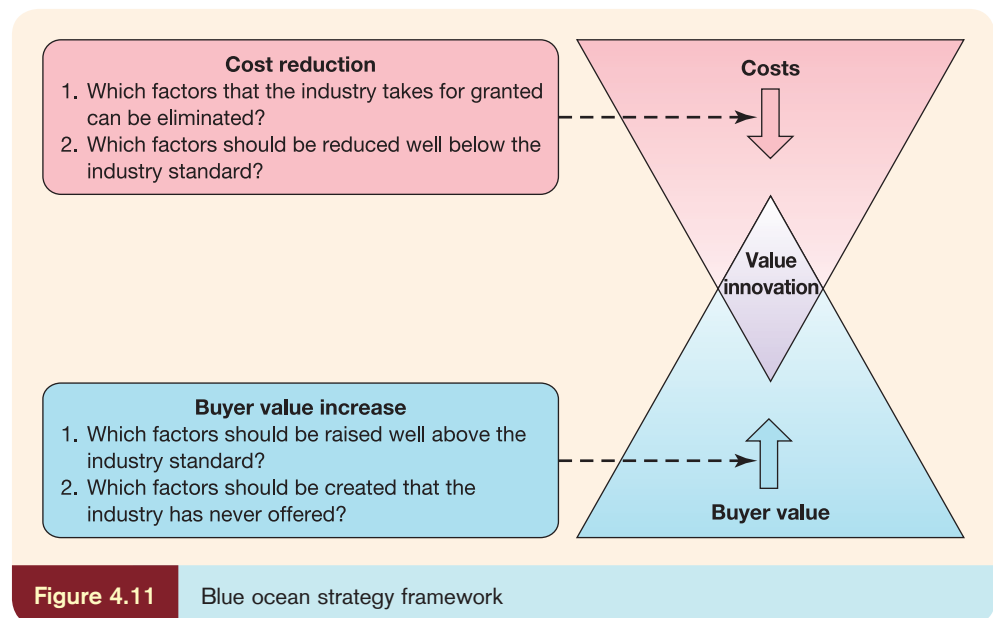 Cost reduction
1. Which factors that the industry takes for granted
can be eliminated?
2. Which factors should be reduced well below the
industry standard?
Costs
Value
innovation
Buyer value increase
1. Which factors should be raised well above the
industry standard?
2. Which factors should be created that the
industry has never offered?
Buyer value
Figure 4.11 Blue ocean strategy framework